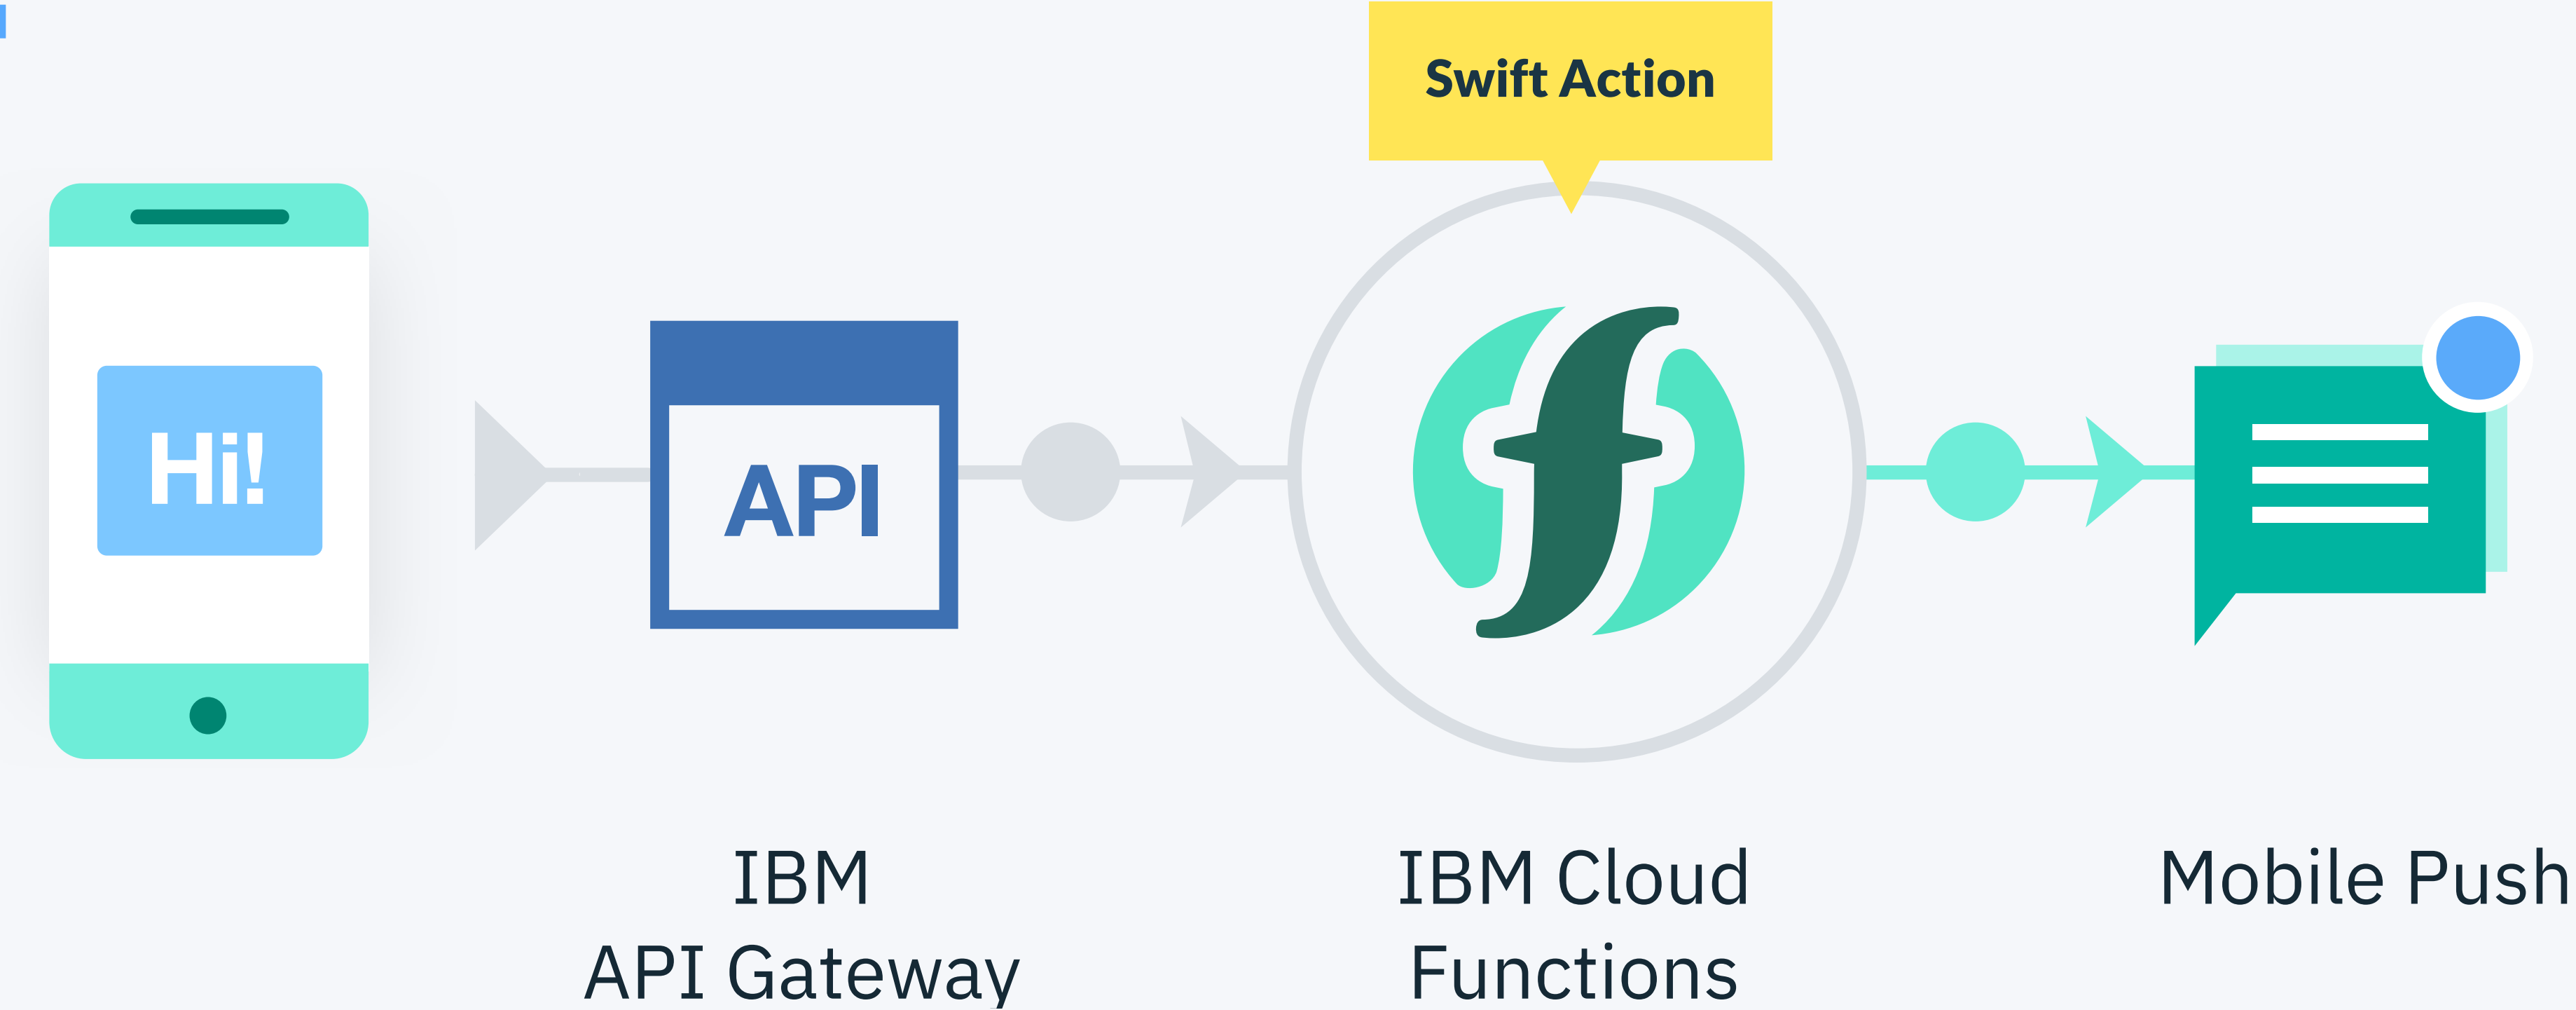 Swift Action
Hi!
API
IBM
API Gateway
IBM Cloud
Functions
Mobile Push